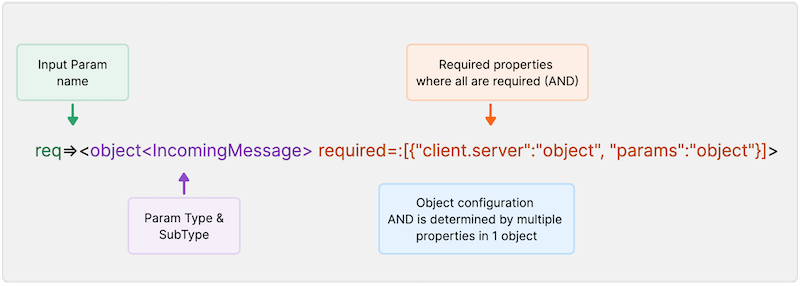 Input Param
name
Required properties
where all are required (AND)
req=><object<IncomingMessage> required=:[{"client.server":"object", "params":"object"}]>
Param Type &
SubType
Object configuration
AND is determined by multiple
properties in 1 object